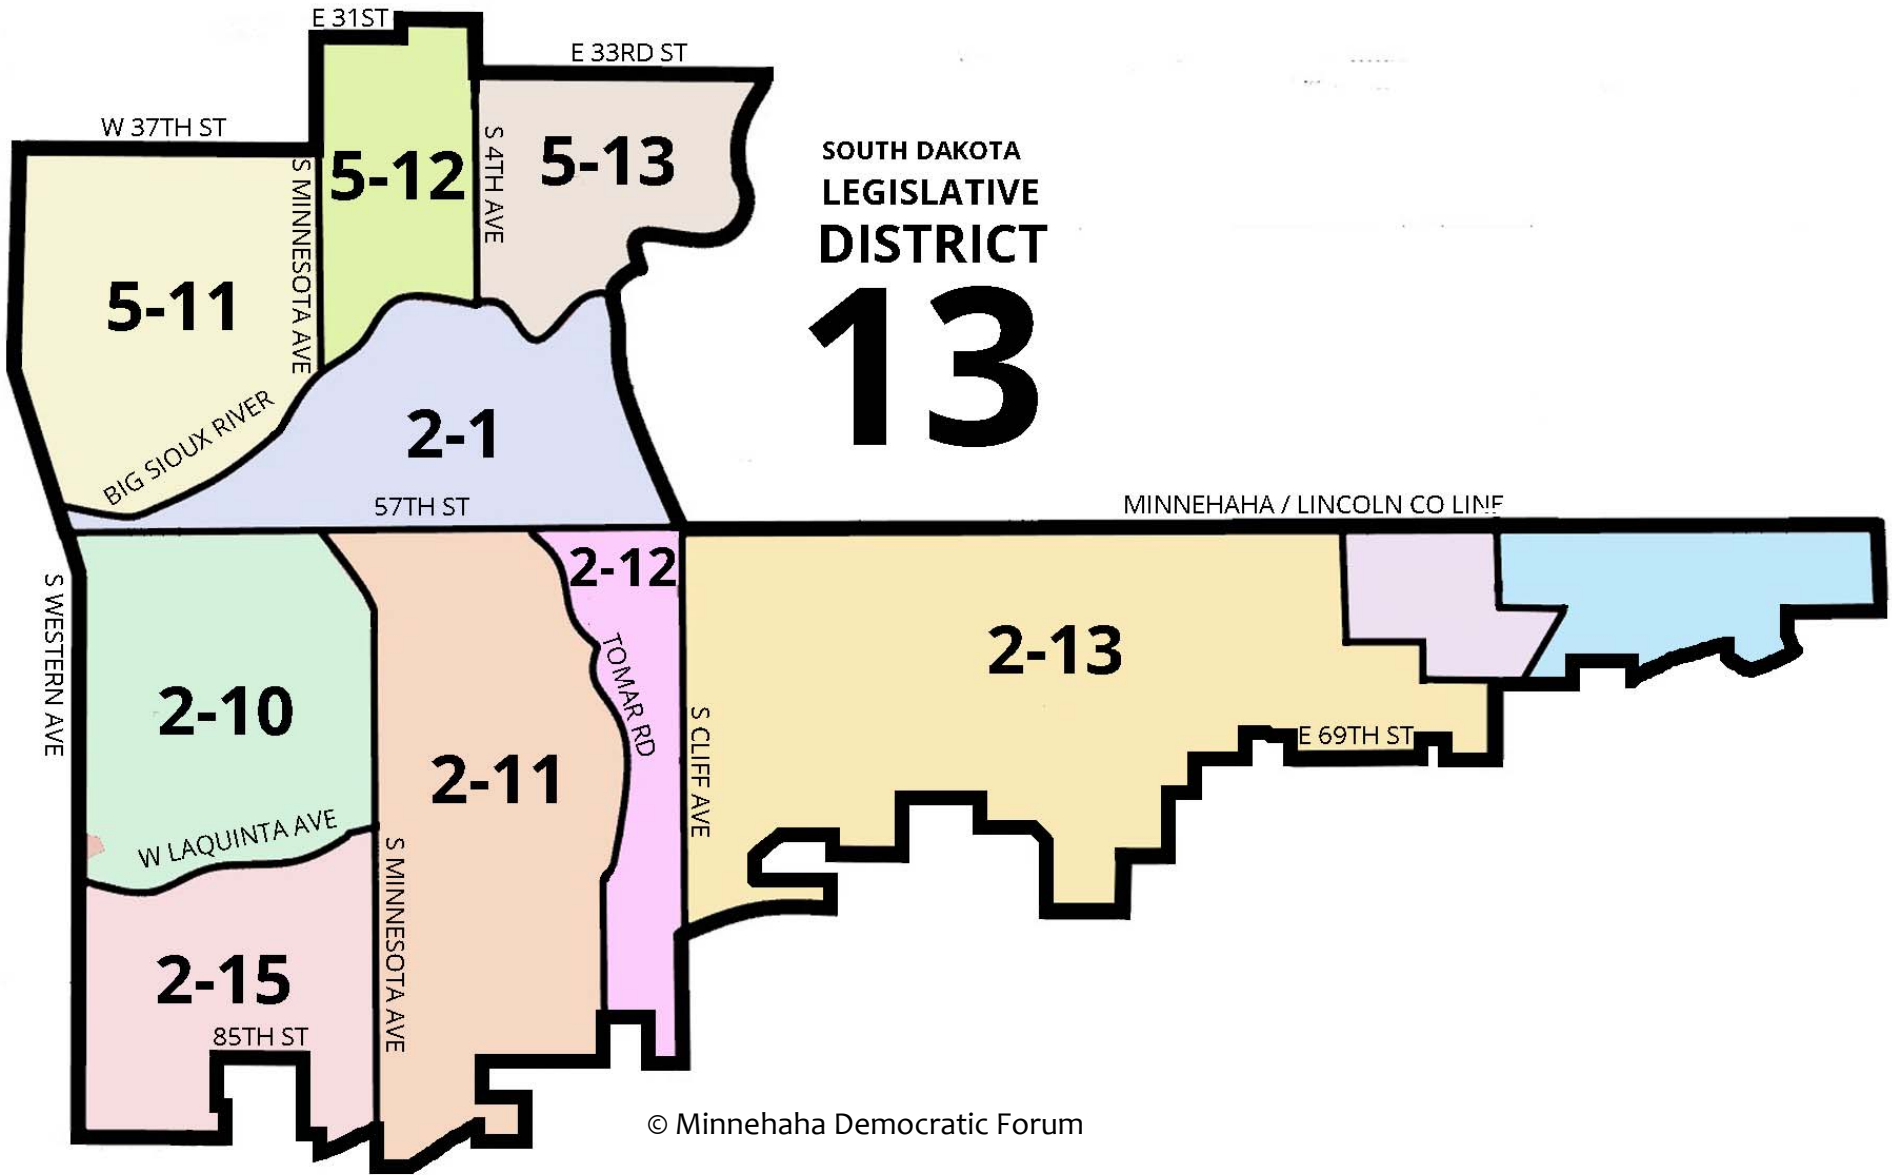 E 31ST
E 33RD ST
W 37TH ST
S MINNESOTA AVE
5-12
S 4TH AVE
5-13
5-11
SOUTH DAKOTA
LEGISLATIVE
DISTRICT
13
BIG SIOUX RIVER
2-1
57TH ST
MINNEHAHA / LINCOLN CO LINE
S WESTERN AVE
2-10
2-11
2-12
TOMAR RD
S CLIFF AVE
2-13
E 69TH ST
W LAQUINTA AVE
S MINNESOTA AVE
2-15
85TH ST
© Minnehaha Democratic Forum